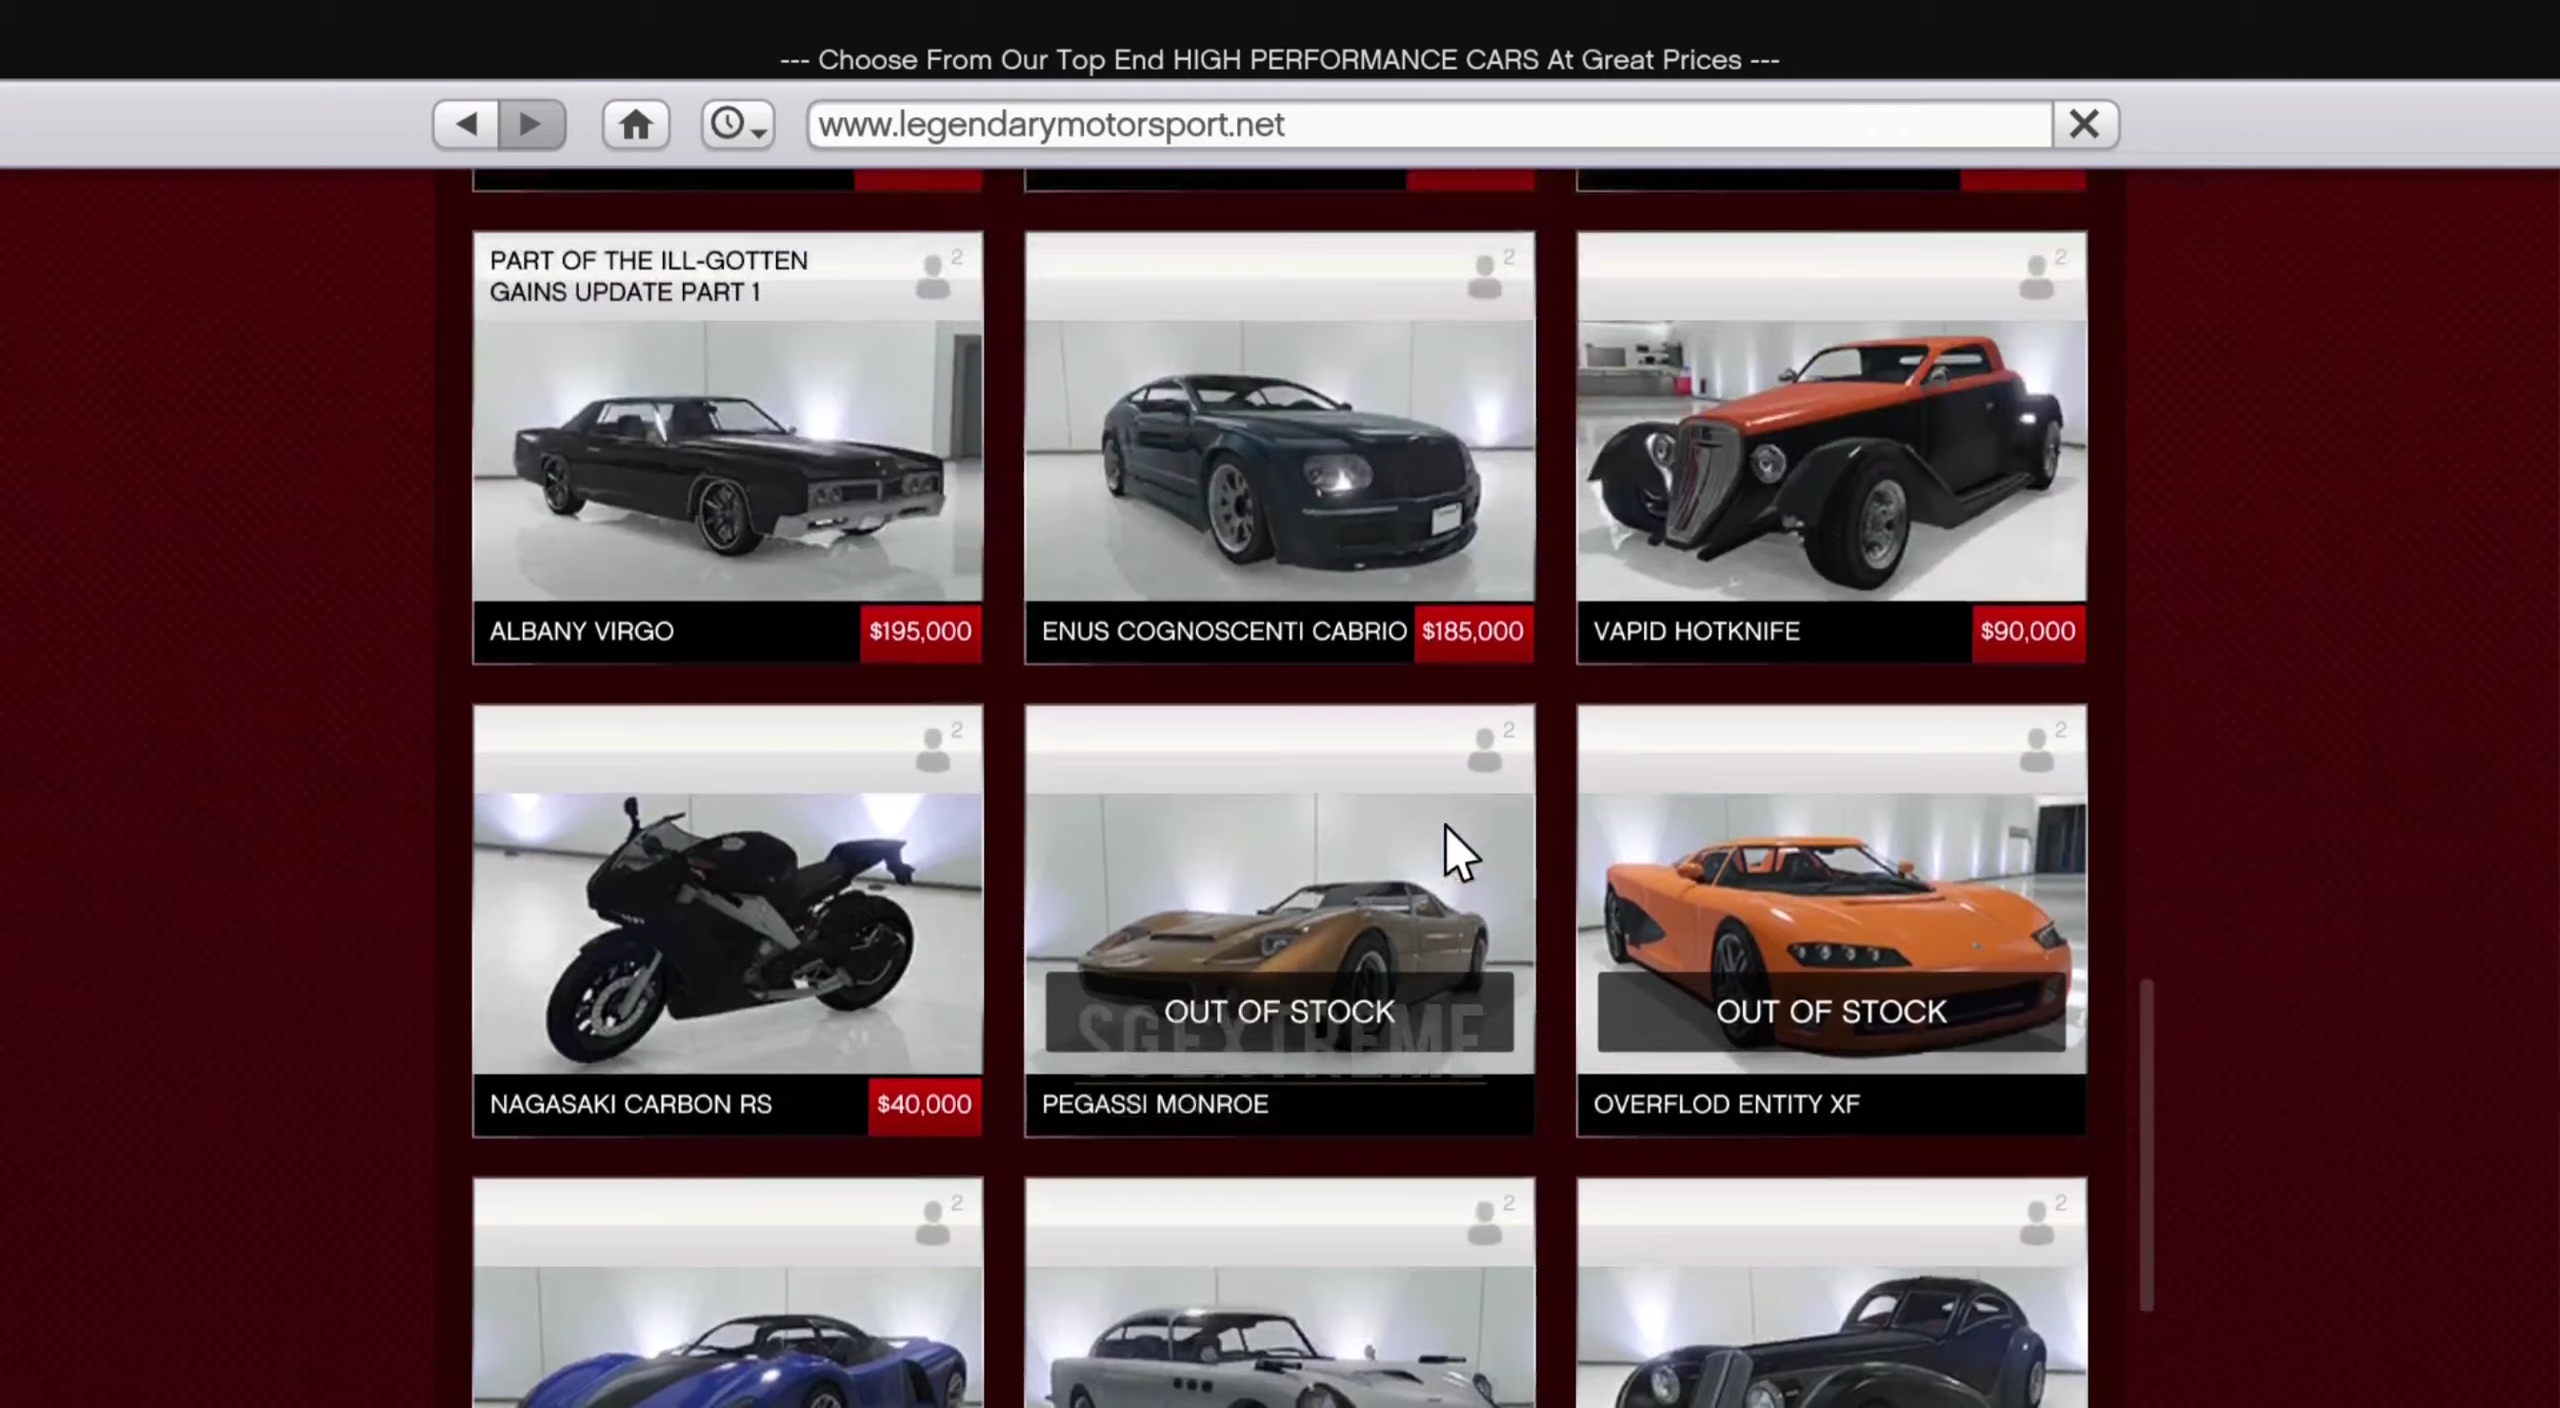 --- Choose From Our Top End HIGH PERFORMANCE CARS At Great Prices ---
www.legendarymotorsport.net
PART OF THE ILL-GOTTEN
GAINS UPDATE PART 1
2
2
2
ALBANY VIRGO $195,000
ENUS COGNOSCENTI CABRIO $185,000
VAPID HOTKNIFE $90,000
2
2
2
OUT OF STOCK
OUT OF STOCK
SGEXTREME
NAGASAKI CARBON RS $40,000
PEGASSI MONROE
OVERFLOD ENTITY XF
2
2
2